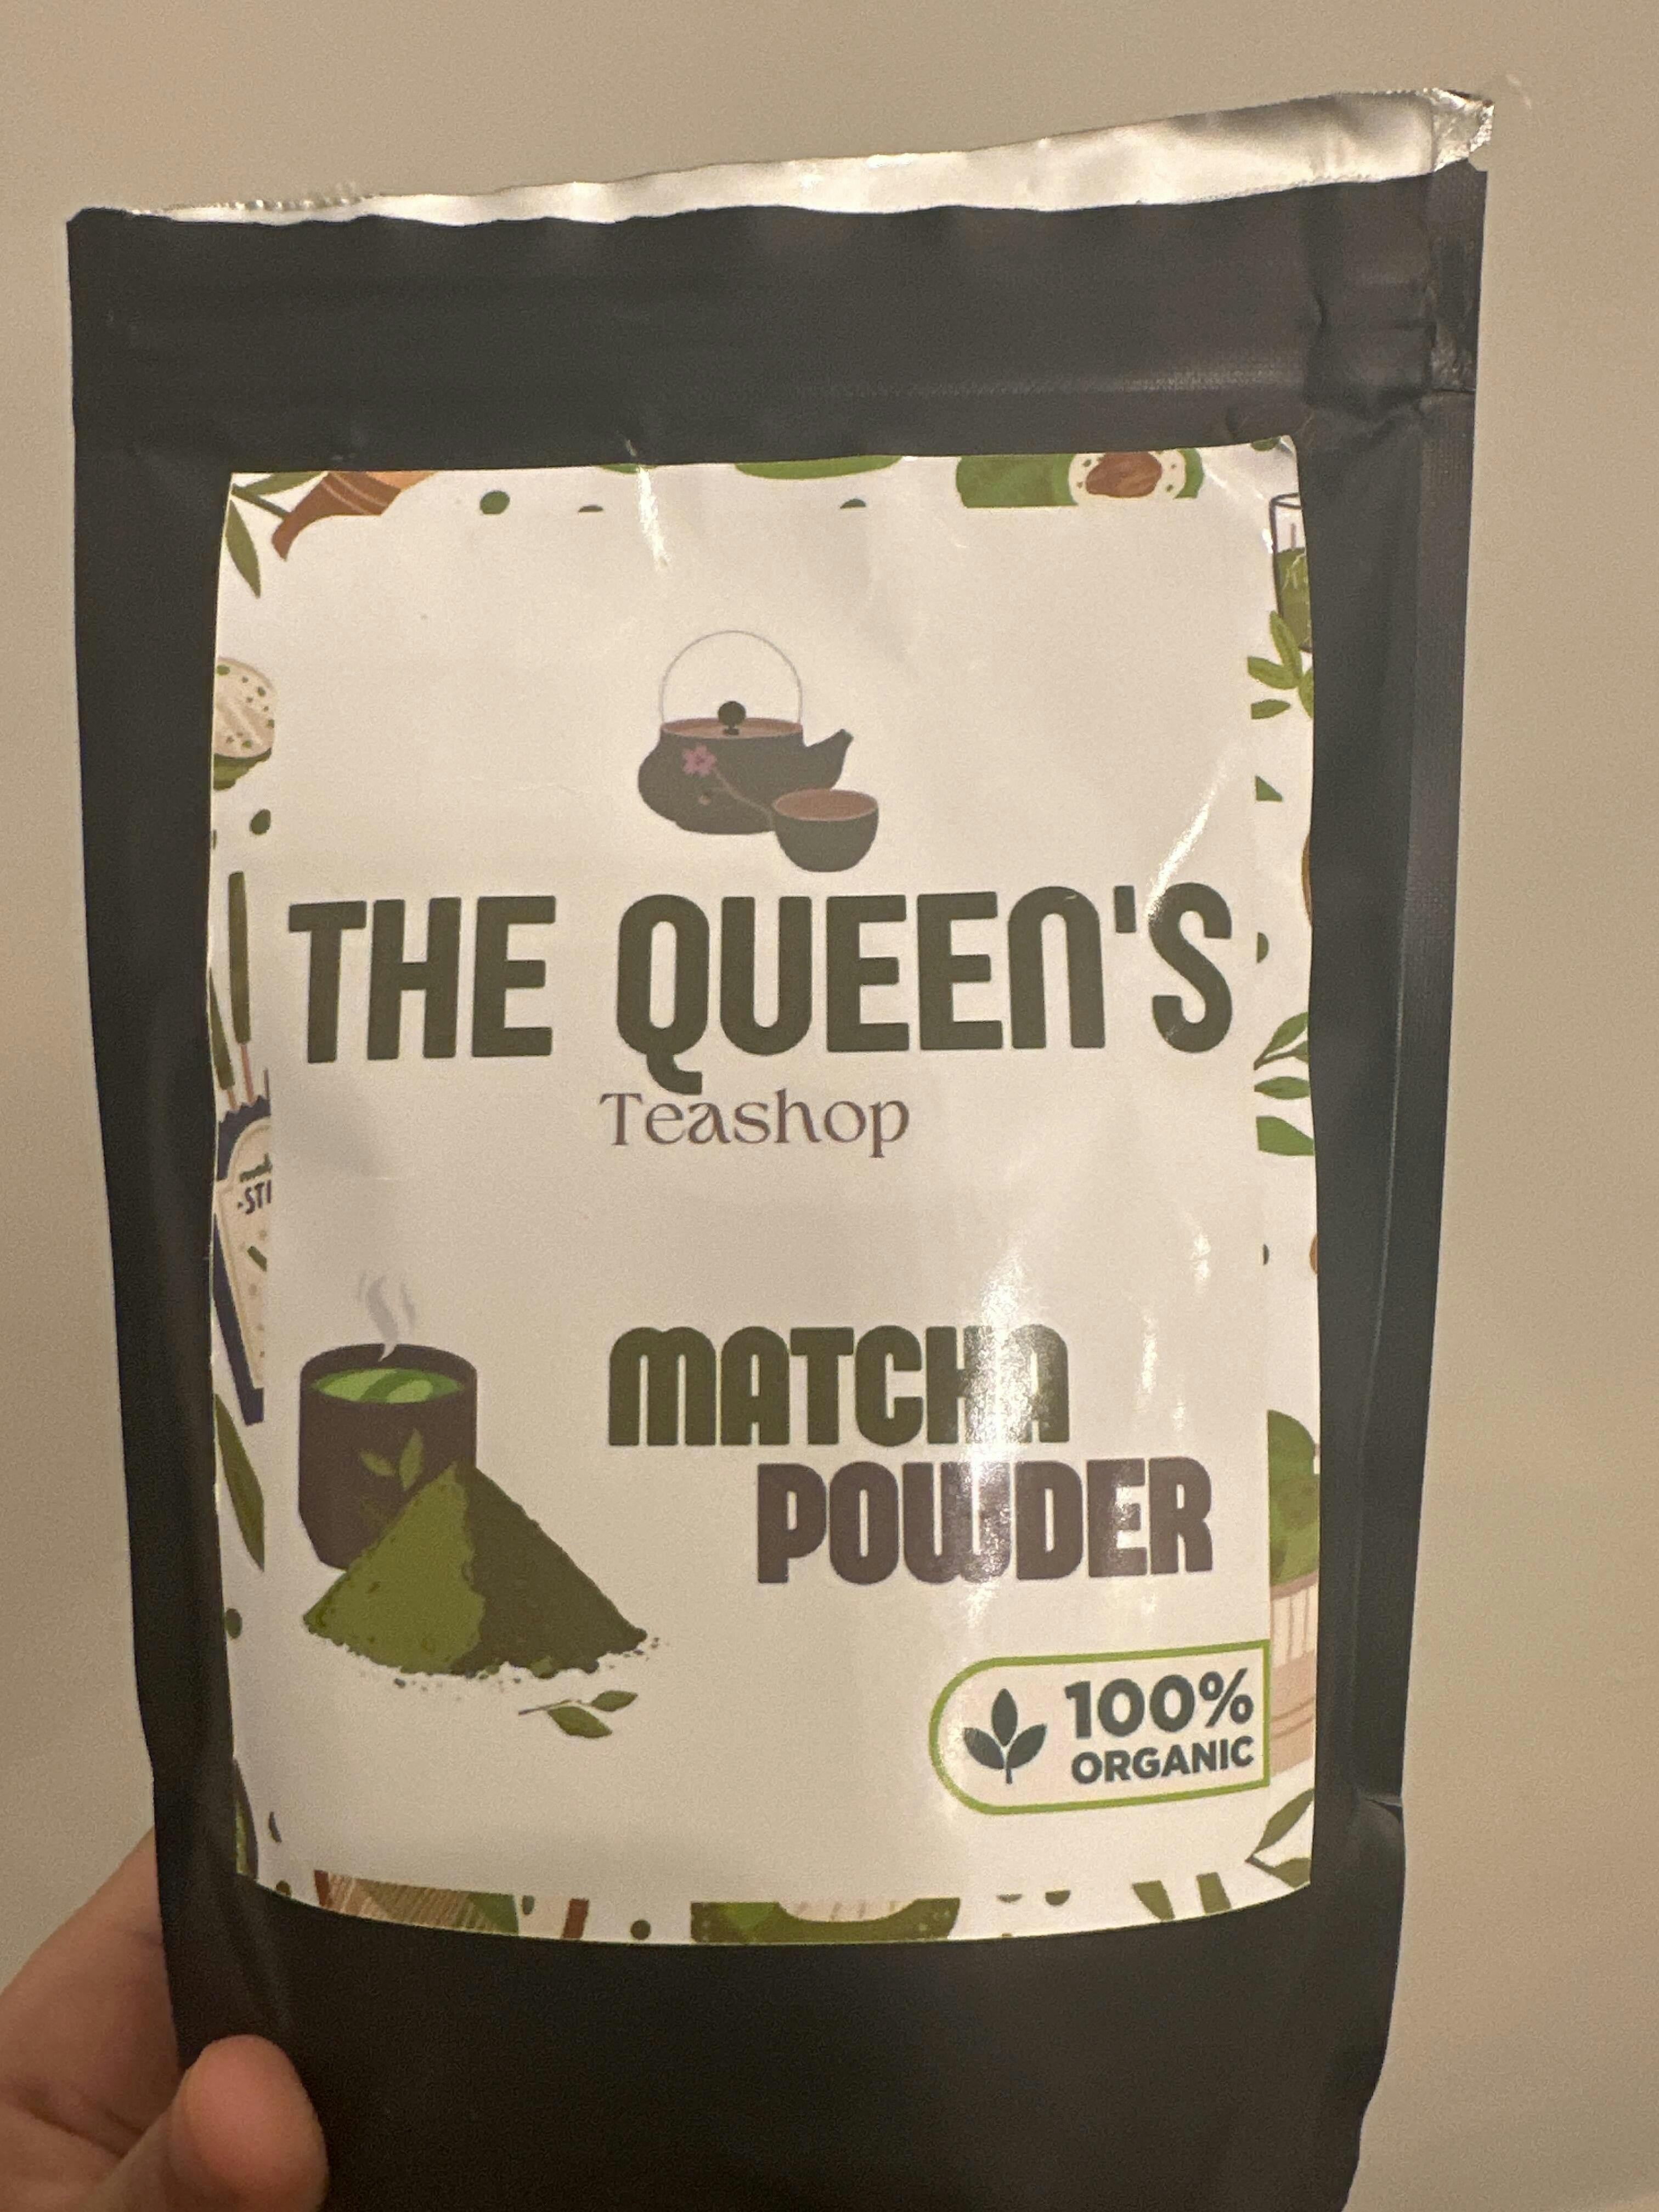 THE QUEEN'S
Teashop
MATCHA
POWDER
100%
ORGANIC